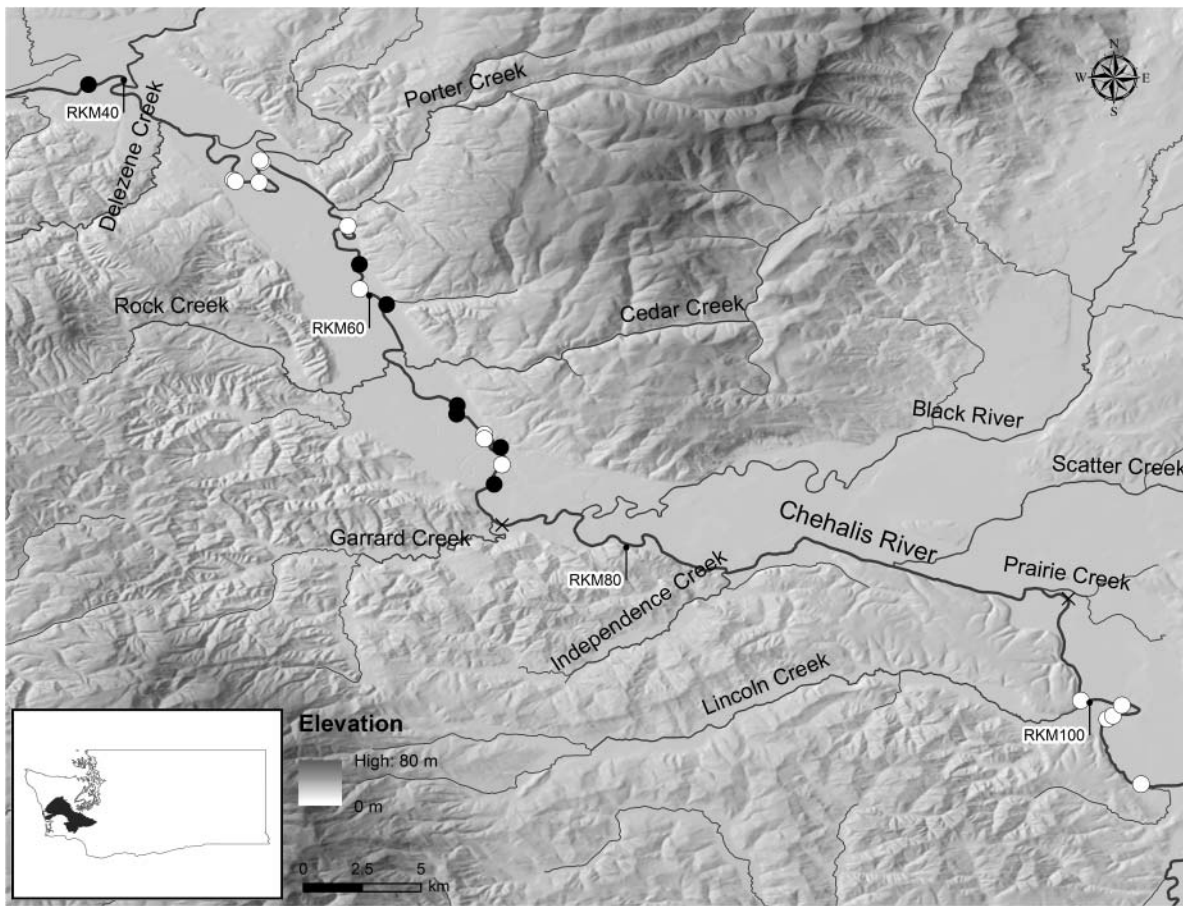 N
W E
S
Porter Creek
RKM40
Delezene Creek
Rock Creek
RKM60
Cedar Creek
Black River
Scatter Creek
Chehalis River
Garrard Creek
RKM80
Prairie Creek
Independence Creek
Lincoln Creek
RKM100
Elevation
High: 80 m
0 m
0 2.5 5
km